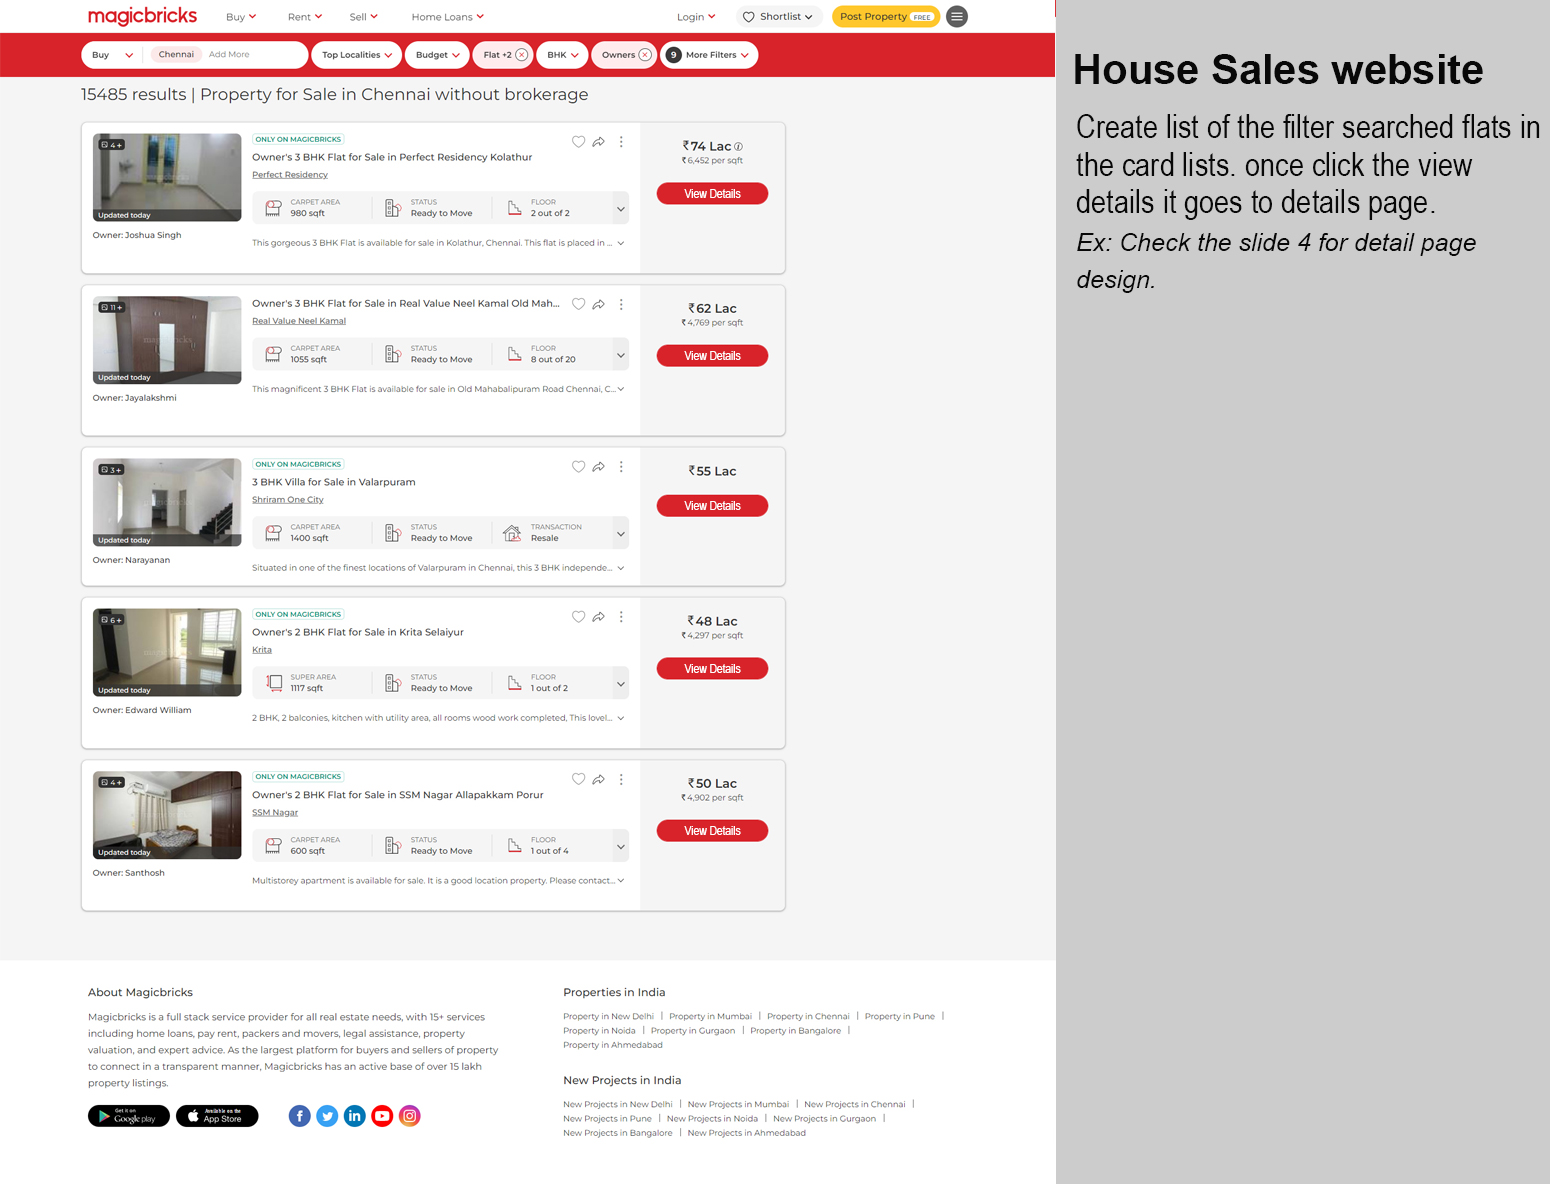 magicbricks Buy Rent Sell Home Loans Login Shortlist Post Property FREE
Buy Chennai Add More Top Localities Budget Flat +2 BHK Owners 9 More Filters
15485 results | Property for Sale in Chennai without brokerage
4+
Updated today
Owner: Joshua Singh
ONLY ON MAGICBRICKS
Owner's 3 BHK Flat for Sale in Perfect Residency Kolathur
Perfect Residency
CARPET AREA STATUS FLOOR
980 sqft Ready to Move 2 out of 2
This gorgeous 3 BHK Flat is available for sale in Kolathur, Chennai. This flat is placed in ...
₹74 Lac
₹6,452 per sqft
View Details
11+
magicbricks
Updated today
Owner: Jayalakshmi
Owner's 3 BHK Flat for Sale in Real Value Neel Kamal Old Mah...
Real Value Neel Kamal
CARPET AREA STATUS FLOOR
1055 sqft Ready to Move 8 out of 20
This magnificent 3 BHK Flat is available for sale in Old Mahabalipuram Road Chennai, C...
₹62 Lac
₹4,769 per sqft
View Details
3+
magicbricks
Updated today
Owner: Narayanan
ONLY ON MAGICBRICKS
3 BHK Villa for Sale in Valarpuram
Shriram One City
CARPET AREA STATUS TRANSACTION
1400 sqft Ready to Move Resale
Situated in one of the finest locations of Valarpuram in Chennai, this 3 BHK independe...
₹55 Lac
View Details
6+
magicbricks
Updated today
Owner: Edward William
ONLY ON MAGICBRICKS
Owner's 2 BHK Flat for Sale in Krita Selaiyur
Krita
SUPER AREA STATUS FLOOR
1117 sqft Ready to Move 1 out of 2
2 BHK, 2 balconies, kitchen with utility area, all rooms wood work completed, This lovel...
₹48 Lac
₹4,297 per sqft
View Details
4+
Updated today
Owner: Santhosh
ONLY ON MAGICBRICKS
Owner's 2 BHK Flat for Sale in SSM Nagar Allapakkam Porur
SSM Nagar
CARPET AREA STATUS FLOOR
600 sqft Ready to Move 1 out of 4
Multistorey apartment is available for sale. It is a good location property. Please contact...
₹50 Lac
₹4,902 per sqft
View Details
About Magicbricks
Magicbricks is a full stack service provider for all real estate needs, with 15+ services
including home loans, pay rent, packers and movers, legal assistance, property
valuation, and expert advice. As the largest platform for buyers and sellers of property
to connect in a transparent manner, Magicbricks has an active base of over 15 lakh
property listings.
Get it on
Google play
Available on the
App Store
Properties in India
Property in New Delhi | Property in Mumbai | Property in Chennai | Property in Pune |
Property in Noida | Property in Gurgaon | Property in Bangalore |
Property in Ahmedabad
New Projects in India
New Projects in New Delhi | New Projects in Mumbai | New Projects in Chennai |
New Projects in Pune | New Projects in Noida | New Projects in Gurgaon |
New Projects in Bangalore | New Projects in Ahmedabad
House Sales website
Create list of the filter searched flats in
the card lists. once click the view
details it goes to details page.
Ex: Check the slide 4 for detail page
design.